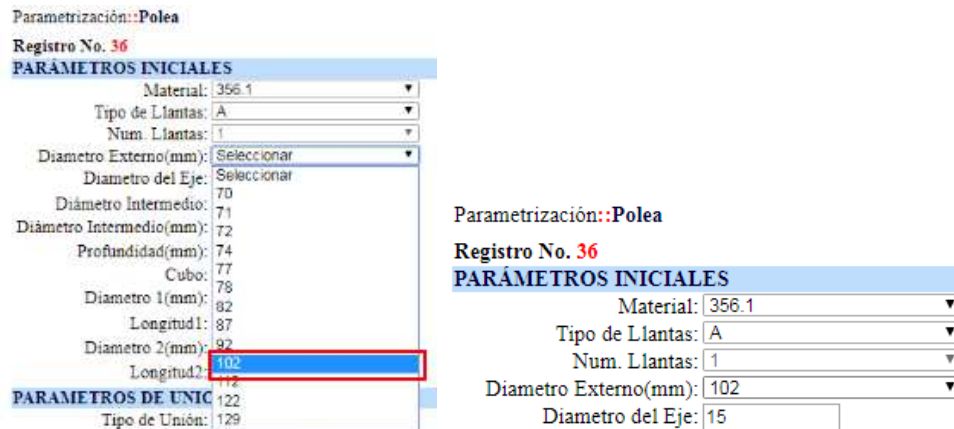 Parametrización::Polea
Registro No. 36
PARÁMETROS INICIALES
Material: 356.1
Tipo de Llantas: A
Num. Llantas: 1
Diametro Externo(mm): Seleccionar
Diametro del Eje: Seleccionar
70
Diámetro Intermedio: 71
Diámetro Intermedio(mm): 72
Profundidad(mm): 74
Cubo: 77
78
Diametro 1(mm): 82
Longitud1: 87
Diametro 2(mm): 92
102
Longitud2: 112
PARAMETROS DE UNIC 122
Tipo de Unión: 129
Parametrización::Polea
Registro No. 36
PARÁMETROS INICIALES
Material: 356.1
Tipo de Llantas: A
Num. Llantas: 1
Diametro Externo(mm): 102
Diametro del Eje: 15